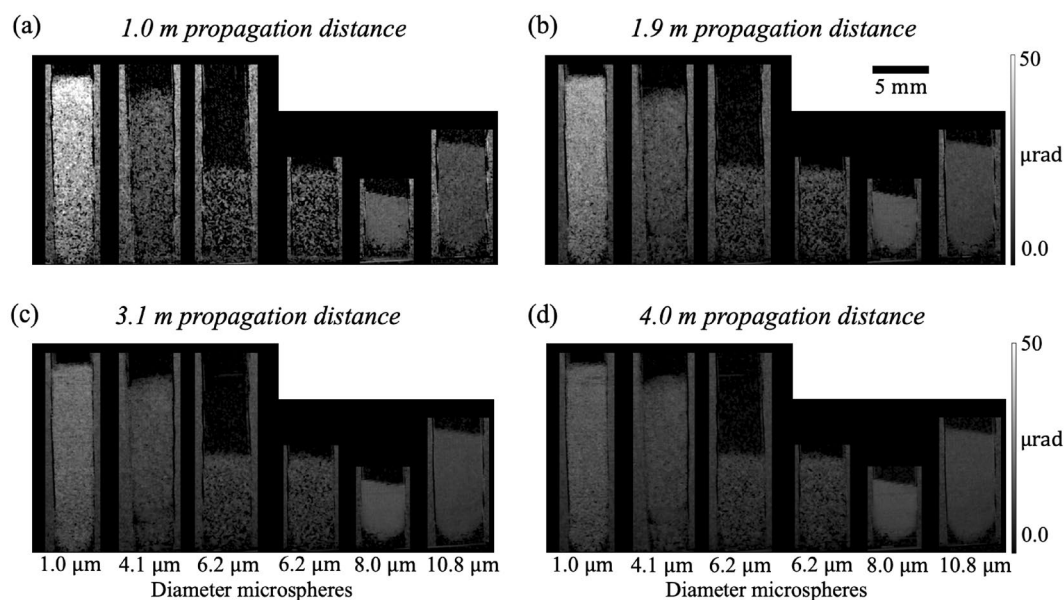 (a) 1.0 m propagation distance
(b) 1.9 m propagation distance
5 mm
50
μrad
0.0
(c) 3.1 m propagation distance
(d) 4.0 m propagation distance
50
μrad
0.0
1.0 μm 4.1 μm 6.2 μm 6.2 μm 8.0 μm 10.8 μm
Diameter microspheres
1.0 μm 4.1 μm 6.2 μm 6.2 μm 8.0 μm 10.8 μm
Diameter microspheres